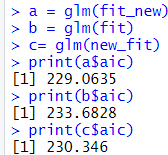 > a = glm(fit_new)
> b = glm(fit)
> c= glm(new_fit)
> print(a$aic)
[1] 229.0635
> print(b$aic)
[1] 233.6828
> print(c$aic)
[1] 230.346